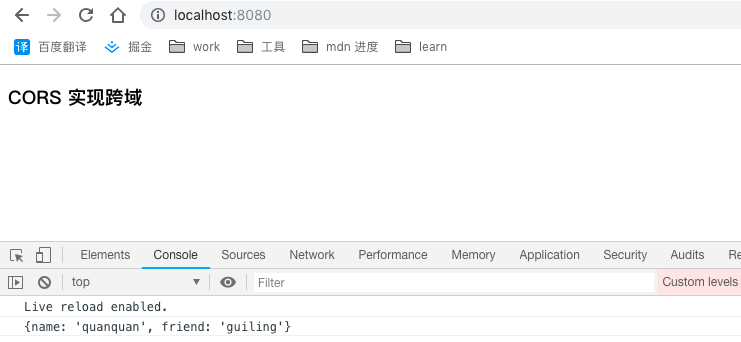 localhost:8080
译 百度翻译 掘金 work 工具 mdn 进度 learn
CORS 实现跨域
Elements Console Sources Network Performance Memory Application Security Audits Re
top Filter Custom levels
Live reload enabled.
{name: 'quanquan', friend: 'guiling'}